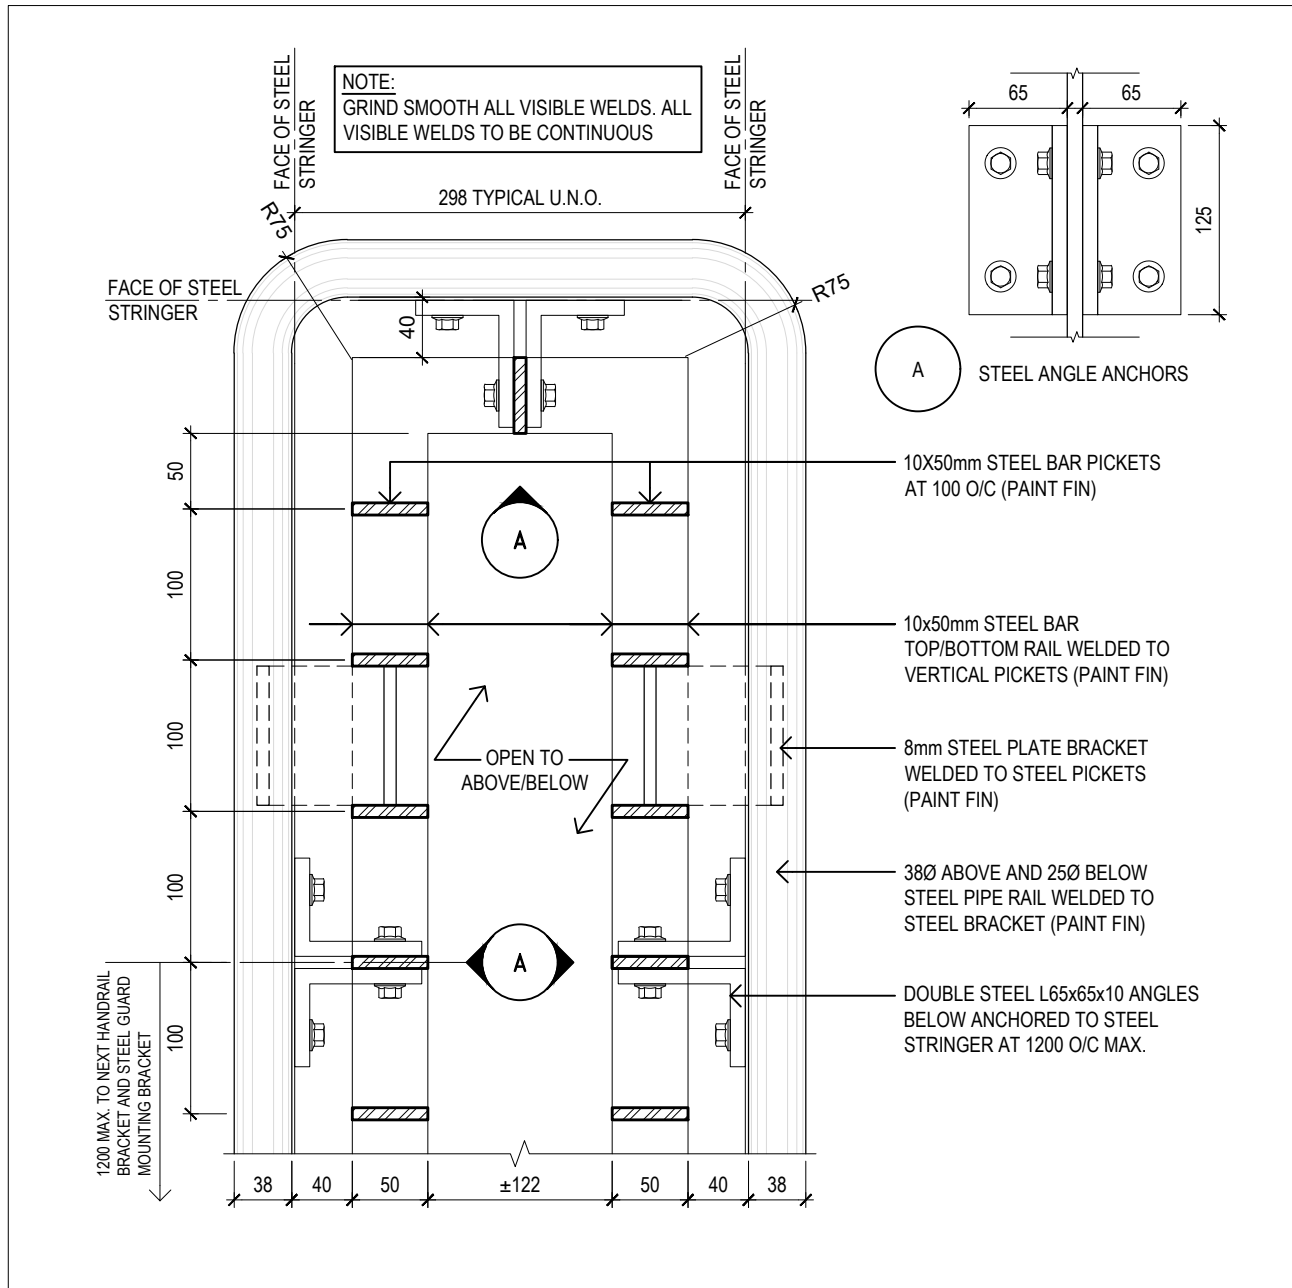 NOTE:
GRIND SMOOTH ALL VISIBLE WELDS. ALL
VISIBLE WELDS TO BE CONTINUOUS
FACE OF STEEL
STRINGER
FACE OF STEEL
STRINGER
298 TYPICAL U.N.O.
R75
R75
FACE OF STEEL
STRINGER
40
65
65
125
A
STEEL ANGLE ANCHORS
50
100
100
100
100
10X50mm STEEL BAR PICKETS
AT 100 O/C (PAINT FIN)
A
10x50mm STEEL BAR
TOP/BOTTOM RAIL WELDED TO
VERTICAL PICKETS (PAINT FIN)
OPEN TO
ABOVE/BELOW
8mm STEEL PLATE BRACKET
WELDED TO STEEL PICKETS
(PAINT FIN)
38Ø ABOVE AND 25Ø BELOW
STEEL PIPE RAIL WELDED TO
STEEL BRACKET (PAINT FIN)
A
DOUBLE STEEL L65x65x10 ANGLES
BELOW ANCHORED TO STEEL
STRINGER AT 1200 O/C MAX.
1200 MAX. TO NEXT HANDRAIL
BRACKET AND STEEL GUARD
MOUNTING BRACKET
38
40
50
±122
50
40
38